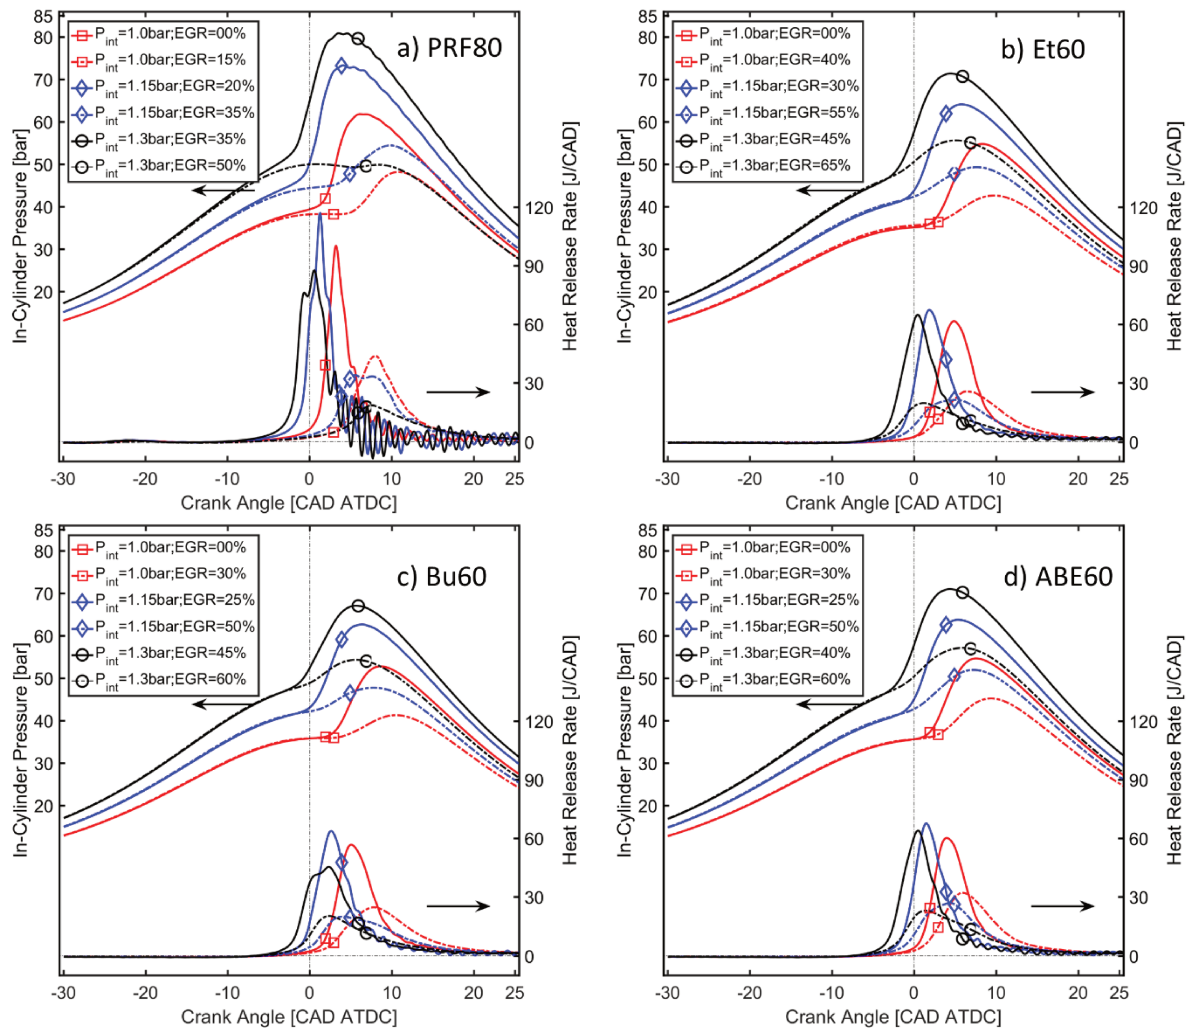 a) PRF80
P_int=1.0bar;EGR=00%
P_int=1.0bar;EGR=15%
P_int=1.15bar;EGR=20%
P_int=1.15bar;EGR=35%
P_int=1.3bar;EGR=35%
P_int=1.3bar;EGR=50%
In-Cylinder Pressure [bar]
85
80
70
60
50
40
30
20
Heat Release Rate [J/CAD]
120
90
60
30
0
-30 -20 -10 0 10 20 25
Crank Angle [CAD ATDC]
b) Et60
P_int=1.0bar;EGR=00%
P_int=1.0bar;EGR=40%
P_int=1.15bar;EGR=30%
P_int=1.15bar;EGR=55%
P_int=1.3bar;EGR=45%
P_int=1.3bar;EGR=65%
In-Cylinder Pressure [bar]
85
80
70
60
50
40
30
20
Heat Release Rate [J/CAD]
120
90
60
30
0
-30 -20 -10 0 10 20 25
Crank Angle [CAD ATDC]
c) Bu60
P_int=1.0bar;EGR=00%
P_int=1.0bar;EGR=30%
P_int=1.15bar;EGR=25%
P_int=1.15bar;EGR=50%
P_int=1.3bar;EGR=45%
P_int=1.3bar;EGR=60%
In-Cylinder Pressure [bar]
85
80
70
60
50
40
30
20
Heat Release Rate [J/CAD]
120
90
60
30
0
-30 -20 -10 0 10 20 25
Crank Angle [CAD ATDC]
d) ABE60
P_int=1.0bar;EGR=00%
P_int=1.0bar;EGR=30%
P_int=1.15bar;EGR=25%
P_int=1.15bar;EGR=50%
P_int=1.3bar;EGR=40%
P_int=1.3bar;EGR=60%
In-Cylinder Pressure [bar]
85
80
70
60
50
40
30
20
Heat Release Rate [J/CAD]
120
90
60
30
0
-30 -20 -10 0 10 20 25
Crank Angle [CAD ATDC]